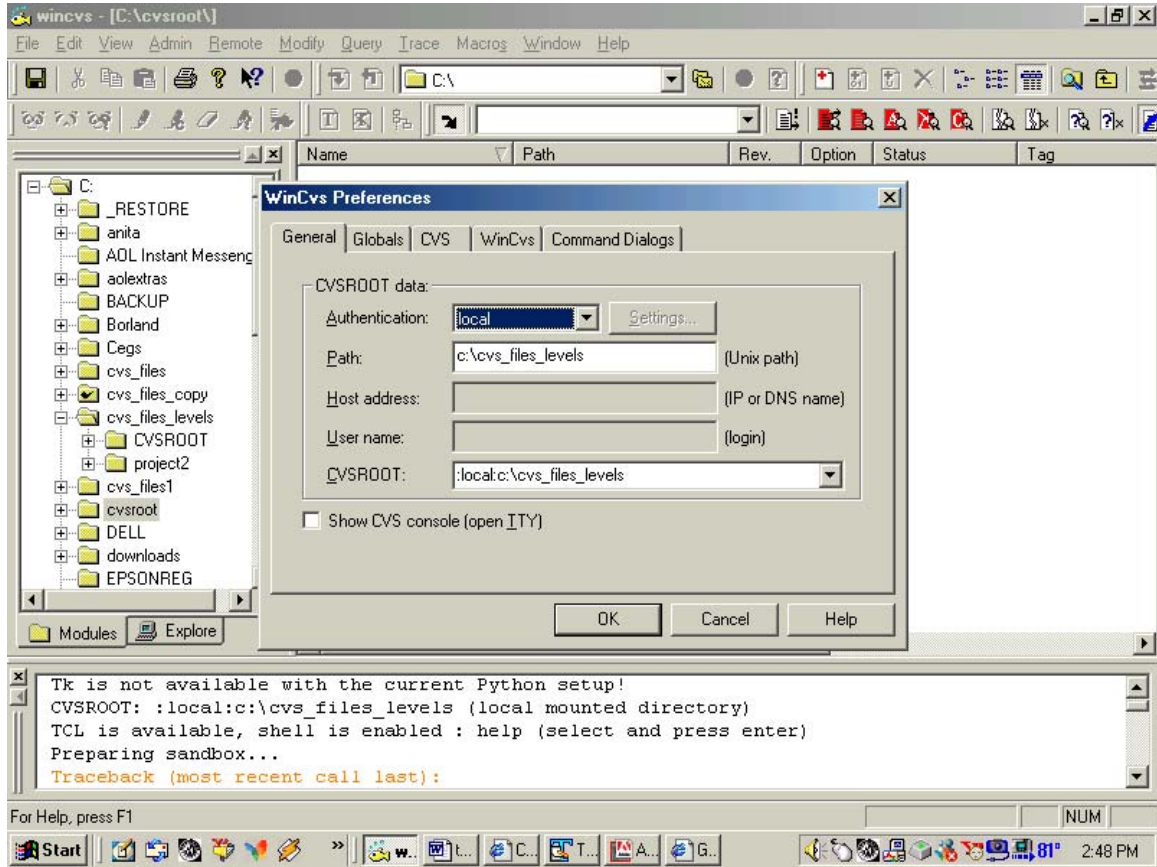 wincvs - [C:\cvsroot\]
File Edit View Admin Remote Modify Query Trace Macros Window Help
C:\
Name Path Rev. Option Status Tag
C:
_RESTORE
anita
AOL Instant Messeng
aolextras
BACKUP
Borland
Cegs
cvs_files
cvs_files_copy
cvs_files_levels
CVSROOT
project2
cvs_files1
cvsroot
DELL
downloads
EPSONREG
Modules Explore
WinCvs Preferences
General Globals CVS WinCvs Command Dialogs
CVSROOT data:
Authentication: local Settings...
Path: c:\cvs_files_levels (Unix path)
Host address: (IP or DNS name)
User name: (login)
CVSROOT: :local:c:\cvs_files_levels
Show CVS console (open TTY)
OK Cancel Help
Tk is not available with the current Python setup!
CVSROOT: :local:c:\cvs_files_levels (local mounted directory)
TCL is available, shell is enabled : help (select and press enter)
Preparing sandbox...
Traceback (most recent call last):
For Help, press F1 NUM
Start » w... t... C... T... A... G... 81° 2:48 PM